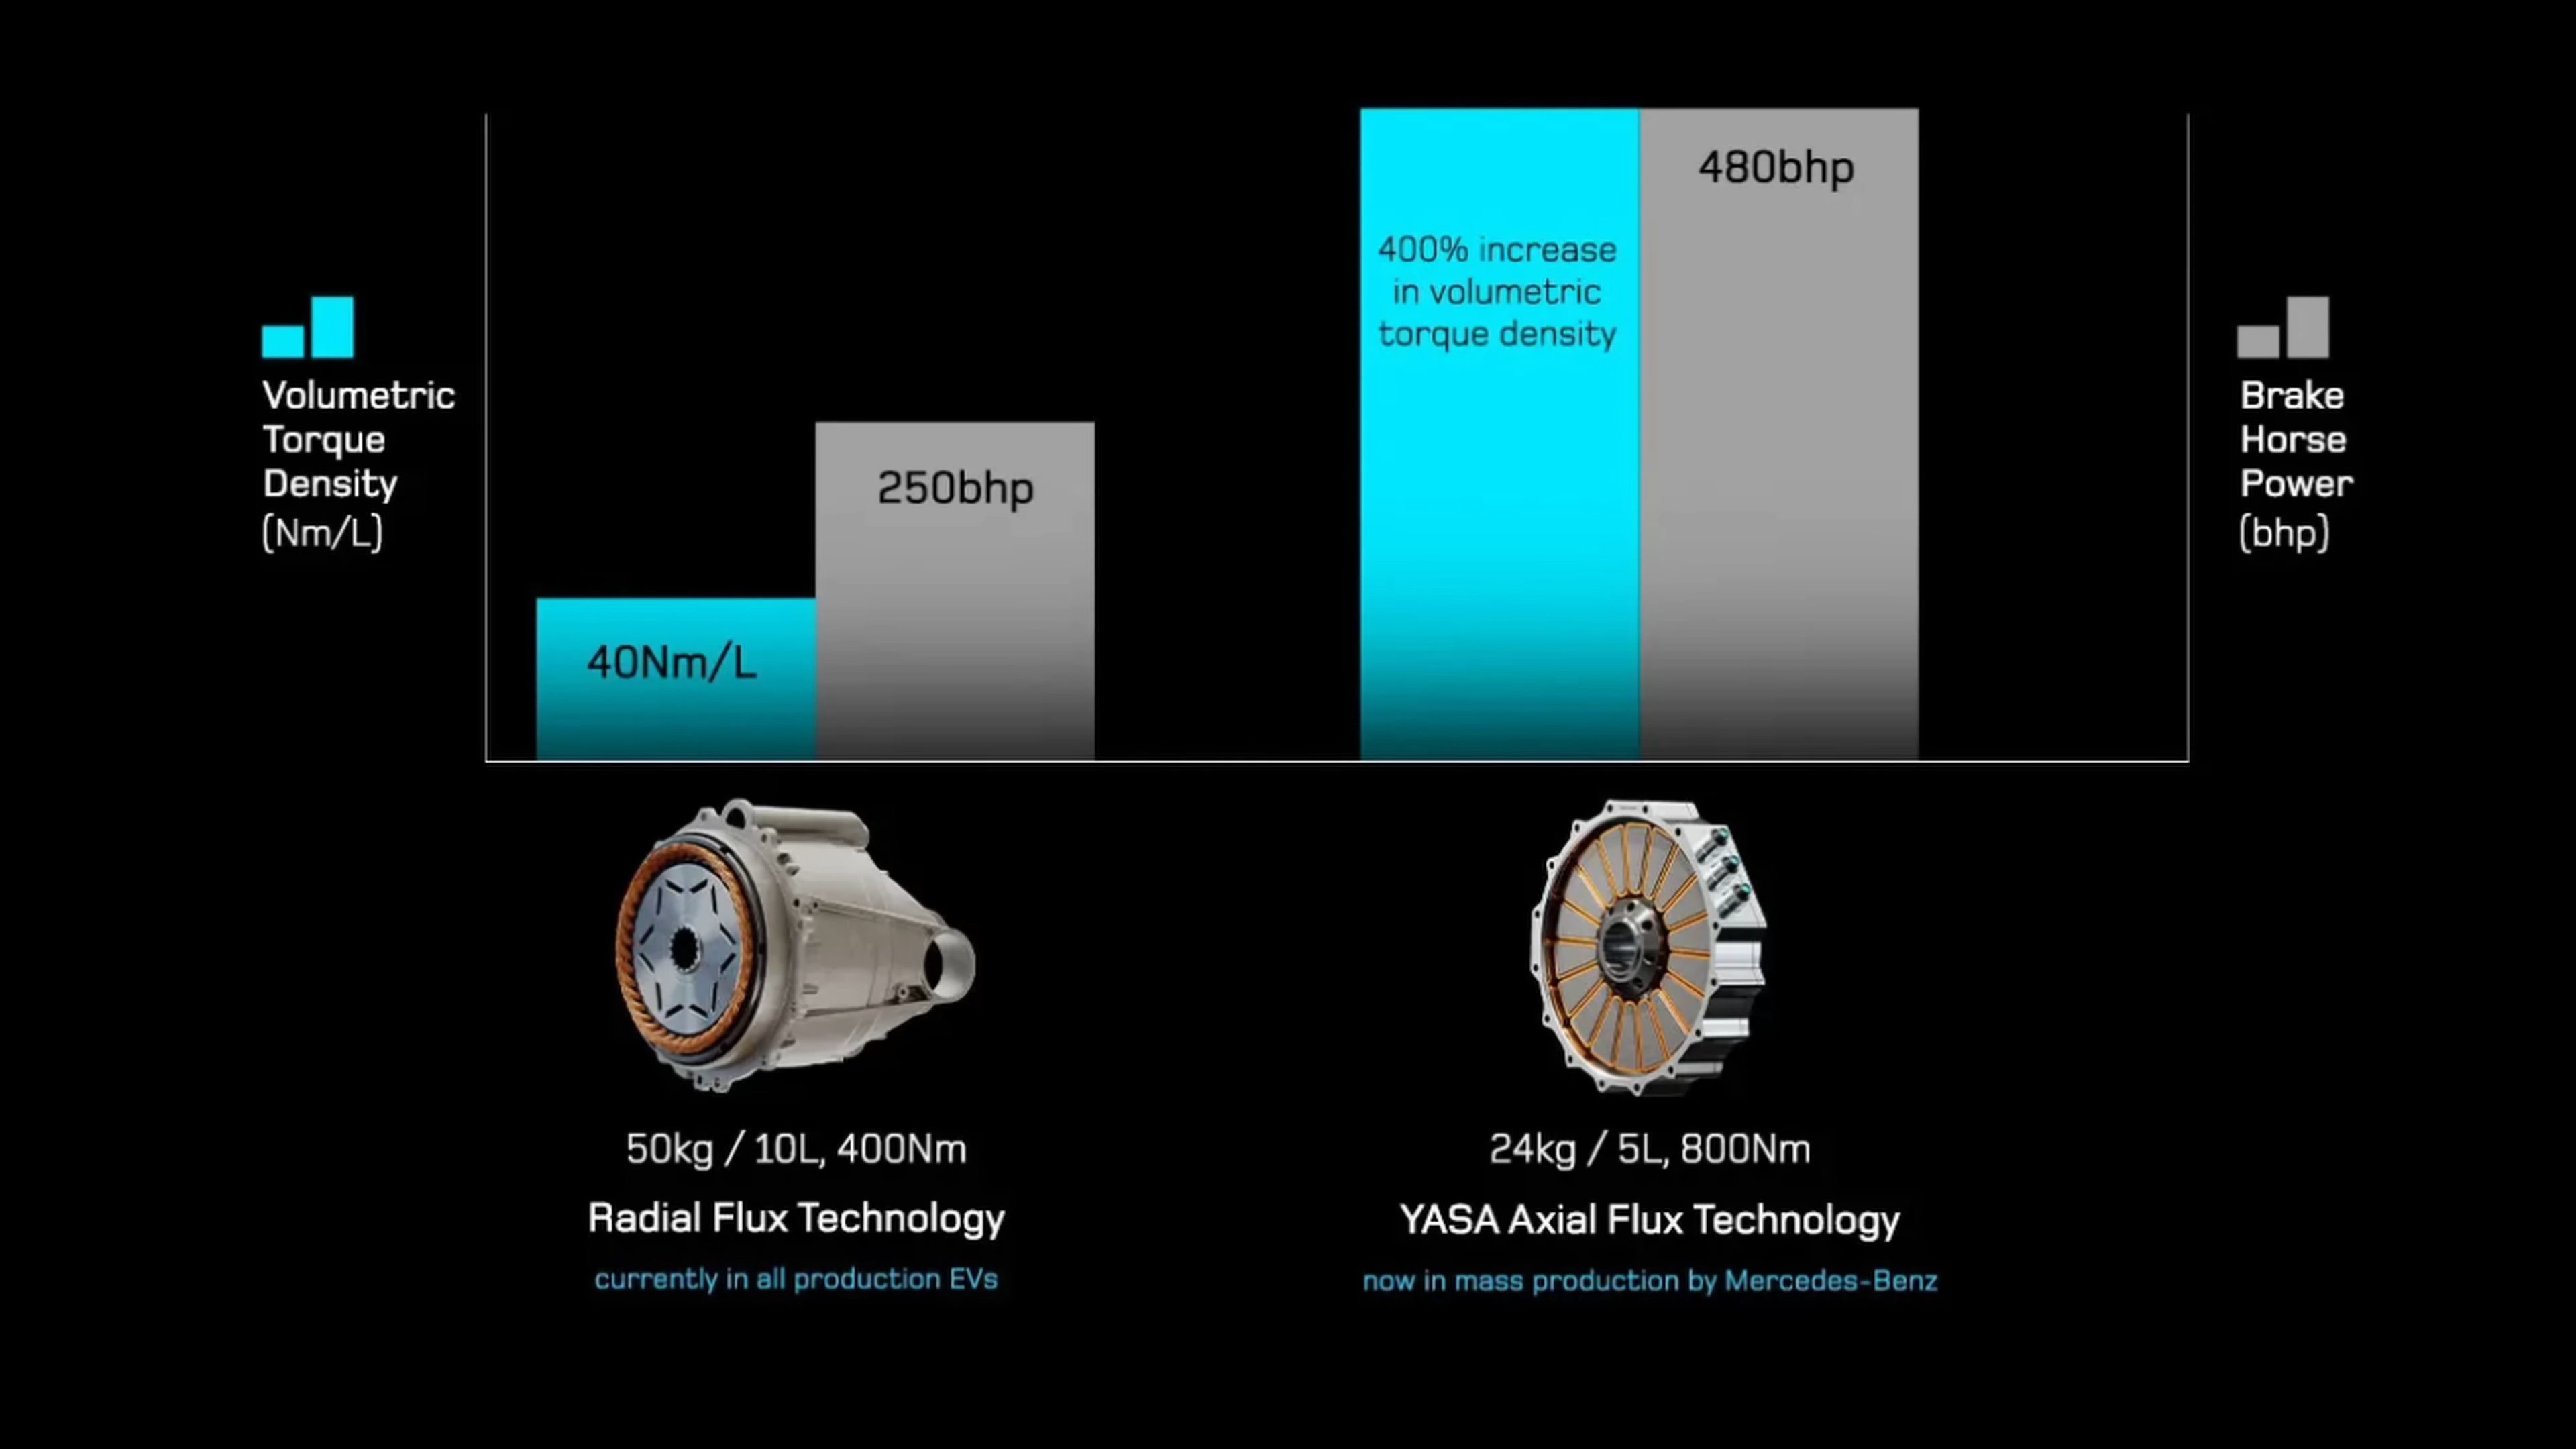 Volumetric
Torque
Density
(Nm/L)
40Nm/L
250bhp
400% increase
in volumetric
torque density
480bhp
Brake
Horse
Power
(bhp)
50kg / 10L, 400Nm
Radial Flux Technology
currently in all production EVs
24kg / 5L, 800Nm
YASA Axial Flux Technology
now in mass production by Mercedes-Benz